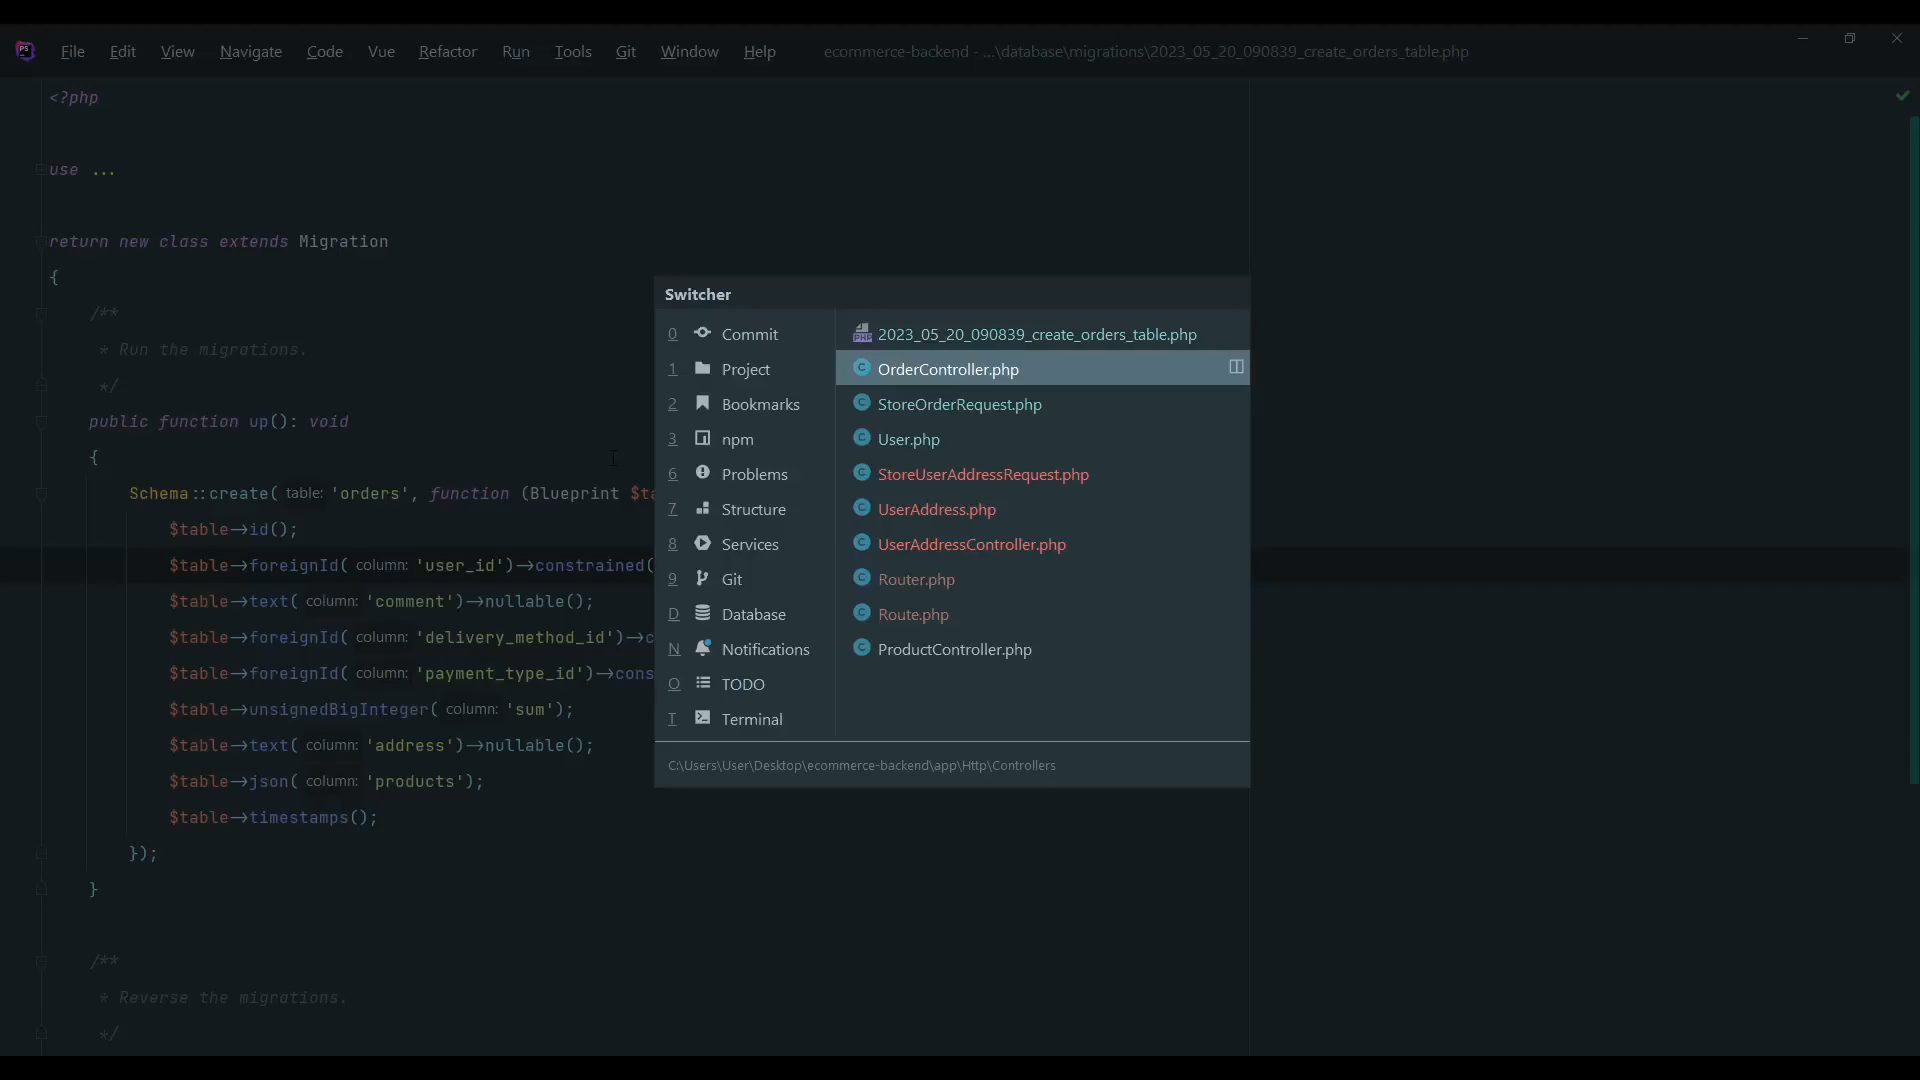 PS File Edit View Navigate Code Vue Refactor Run Tools Git Window Help ecommerce-backend - ...\database\migrations\2023_05_20_090839_create_orders_table.php
<?php
use ...
return new class extends Migration
{
/**
* Run the migrations.
*/
public function up(): void
{
Schema::create( table: 'orders', function (Blueprint $ta
$table->id();
$table->foreignId( column: 'user_id')->constrained(
$table->text( column: 'comment')->nullable();
$table->foreignId( column: 'delivery_method_id')->c
$table->foreignId( column: 'payment_type_id')->cons
$table->unsignedBigInteger( column: 'sum');
$table->text( column: 'address')->nullable();
$table->json( column: 'products');
$table->timestamps();
});
}
/**
* Reverse the migrations.
*/
Switcher
0 Commit
1 Project
2 Bookmarks
3 npm
6 Problems
7 Structure
8 Services
9 Git
D Database
N Notifications
O TODO
T Terminal
2023_05_20_090839_create_orders_table.php
OrderController.php
StoreOrderRequest.php
User.php
StoreUserAddressRequest.php
UserAddress.php
UserAddressController.php
Router.php
Route.php
ProductController.php
C:\Users\User\Desktop\ecommerce-backend\app\Http\Controllers